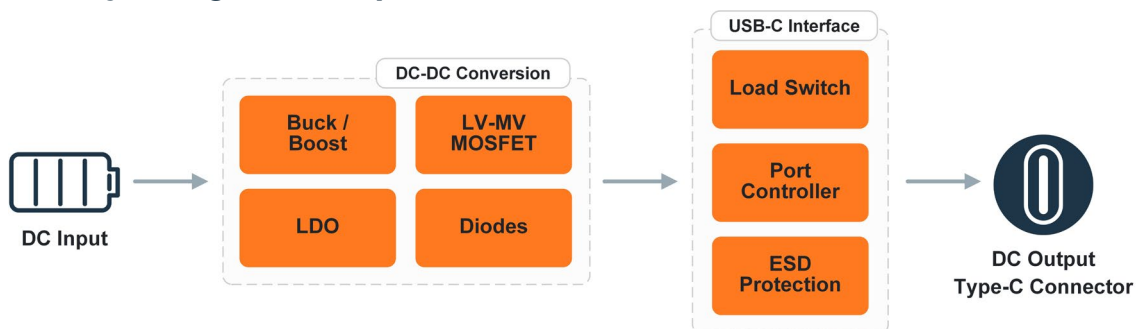 USB-C Interface
DC-DC Conversion
Load Switch
Buck /
Boost
LV-MV
MOSFET
Port
Controller
LDO
Diodes
DC Input
ESD
Protection
DC Output
Type-C Connector